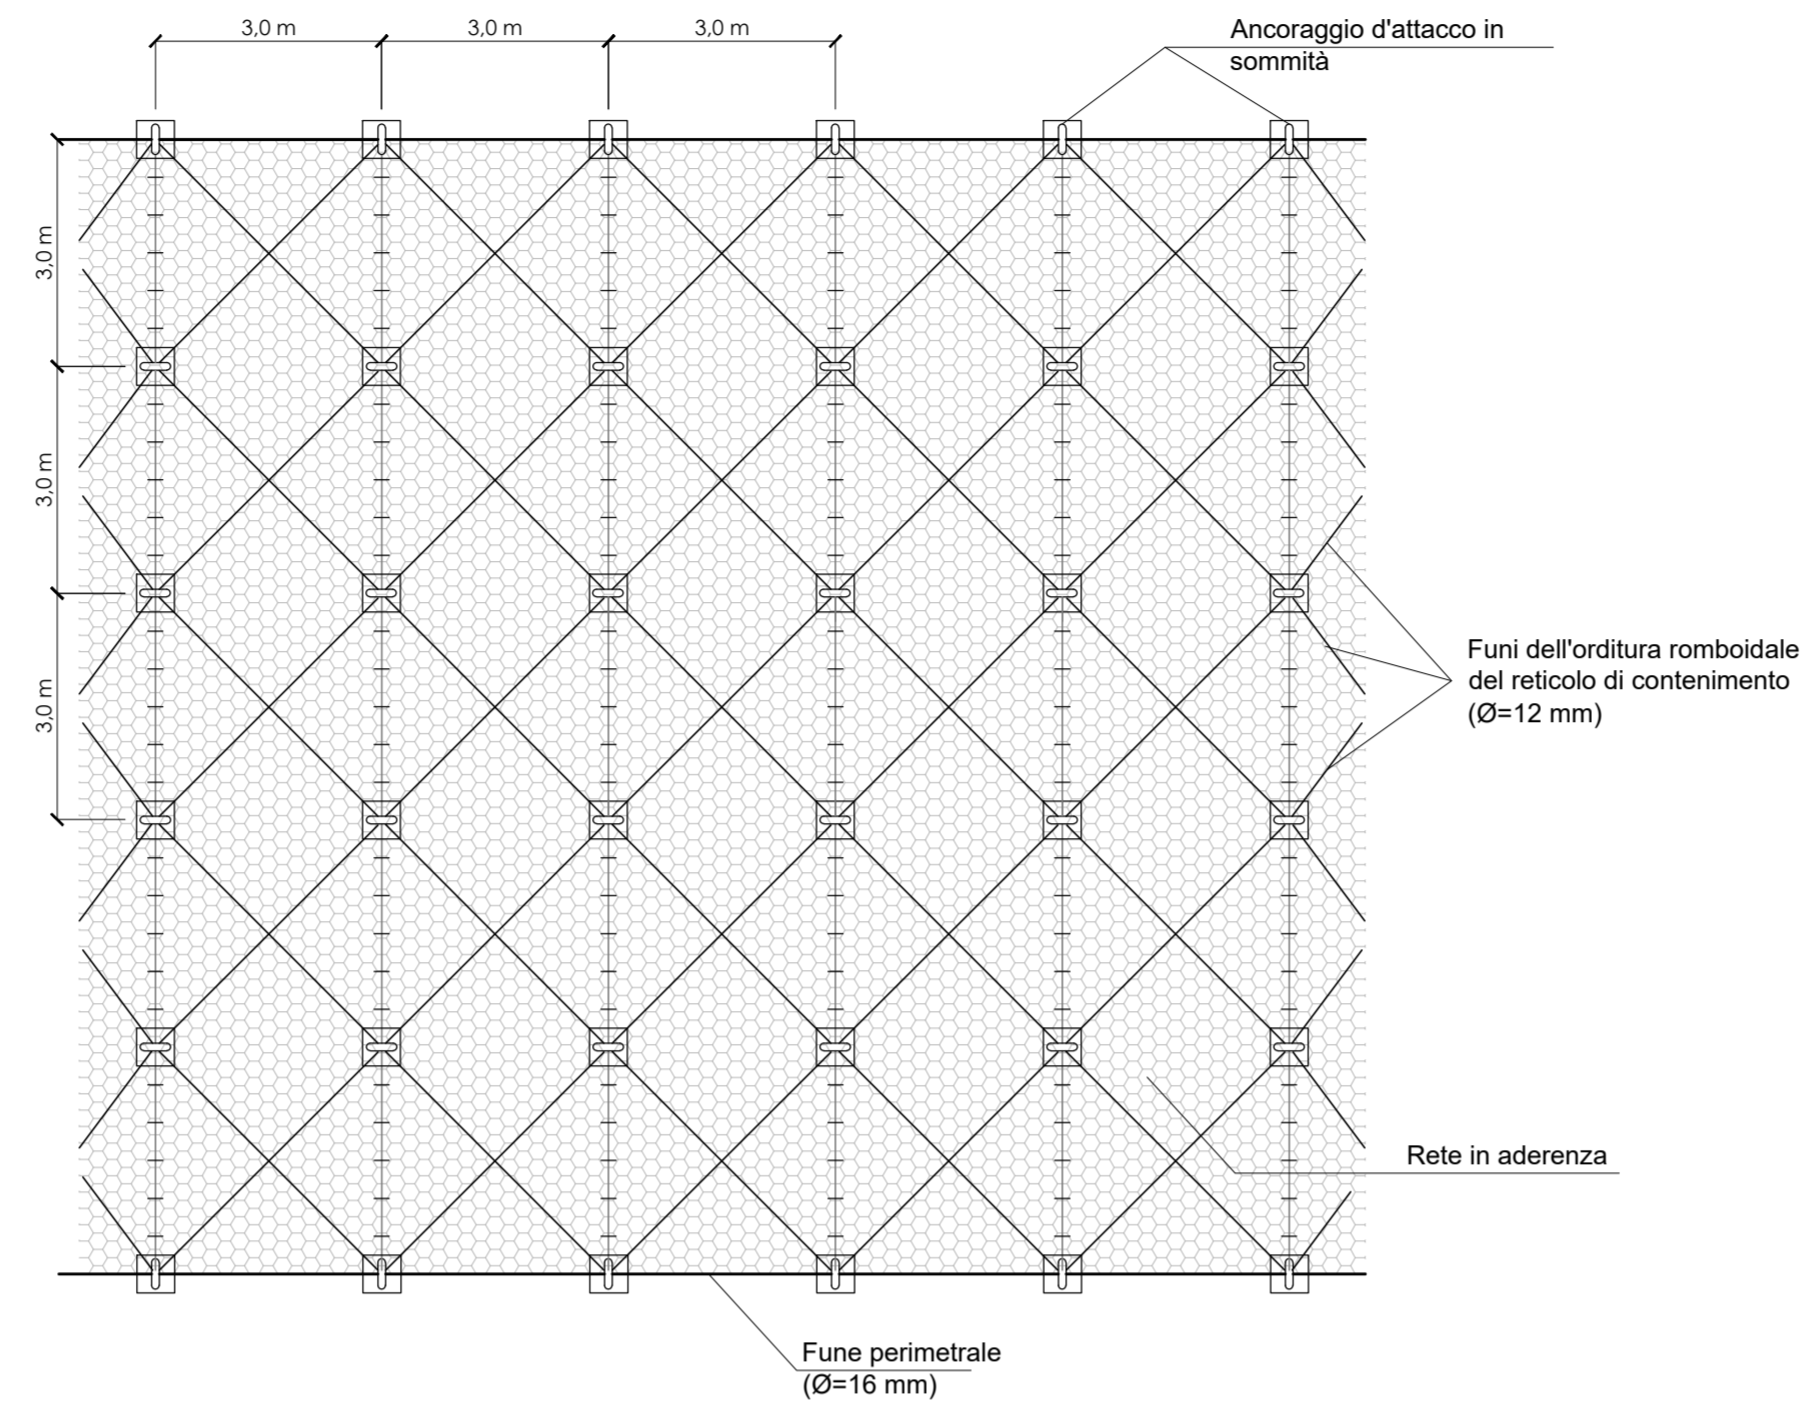 3,0 m
3,0 m
3,0 m
Ancoraggio d'attacco in
sommità
3,0 m
3,0 m
3,0 m
Funi dell'orditura romboidale
del reticolo di contenimento
(Ø=12 mm)
Rete in aderenza
Fune perimetrale
(Ø=16 mm)